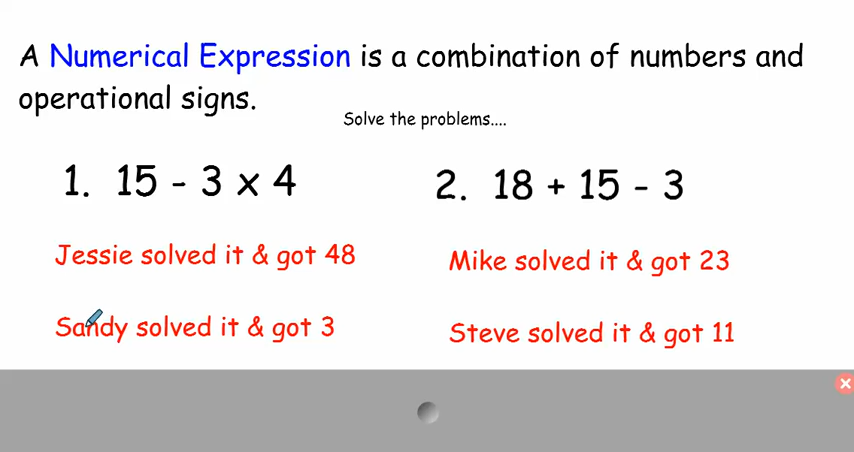 A Numerical Expression is a combination of numbers and
operational signs.
Solve the problems....
1. 15 - 3 x 4
2. 18 + 15 - 3
Jessie solved it & got 48
Mike solved it & got 23
Sandy solved it & got 3
Steve solved it & got 11